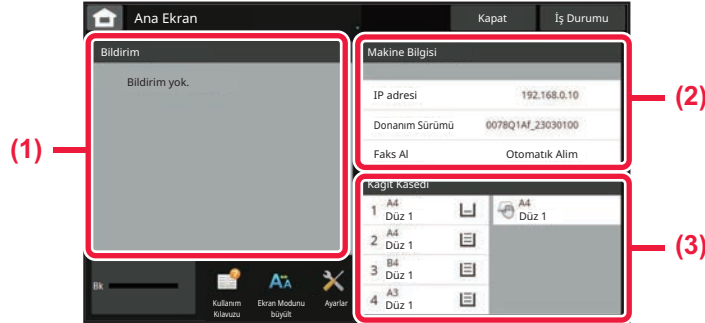 Ana Ekran
Kapat
İş Durumu
Bildirim
Bildirim yok.
(1)
Makine Bilgisi
IP adresi 192.168.0.10
Donanım Sürümü 0078Q1Af_23030100
Faks Al Otomatık Alim
(2)
Kağıt Kasedi
1 A4
Düz 1
A4
Düz 1
2 A4
Düz 1
3 B4
Düz 1
4 A3
Düz 1
(3)
Bk
Kullanım
Kılavuzu
Ekran Modunu
büyült
Ayarlar